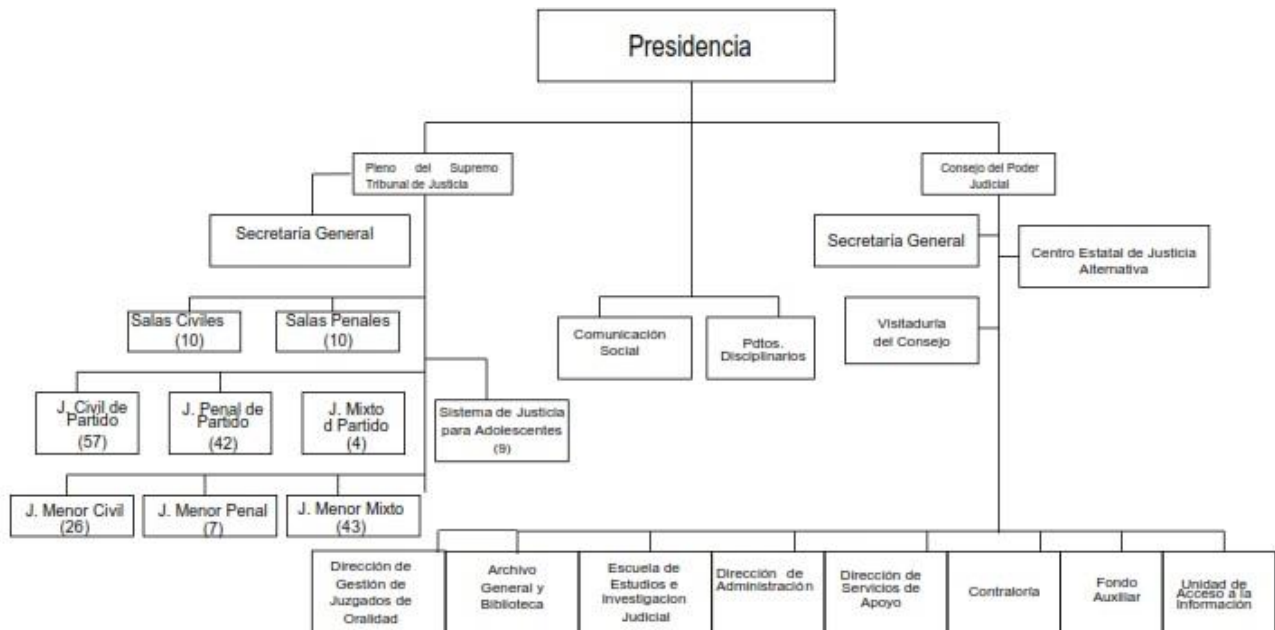 Presidencia
Pleno del Supremo
Tribunal de Justicia
Consejo del Poder
Judicial
Secretaría General
Secretaría General
Centro Estatal de Justicia
Alternativa
Salas Civiles
(10)
Salas Penales
(10)
Comunicación
Social
Pdtos.
Disciplinarios
Visitaduría
del Consejo
J. Civil de
Partido
(57)
J. Penal de
Partido
(42)
J. Mixto
d Partido
(4)
Sistema de Justicia
para Adolescentes
(9)
J. Menor Civil
(26)
J. Menor Penal
(7)
J. Menor Mixto
(43)
Dirección de
Gestión de
Juzgados de
Oralidad
Archivo
General y
Biblioteca
Escuela de
Estudios e
Investigacion
Judicial
Dirección de
Administración
Dirección de
Servicios de
Apoyo
Contraloría
Fondo
Auxiliar
Unidad de
Acceso a la
Información